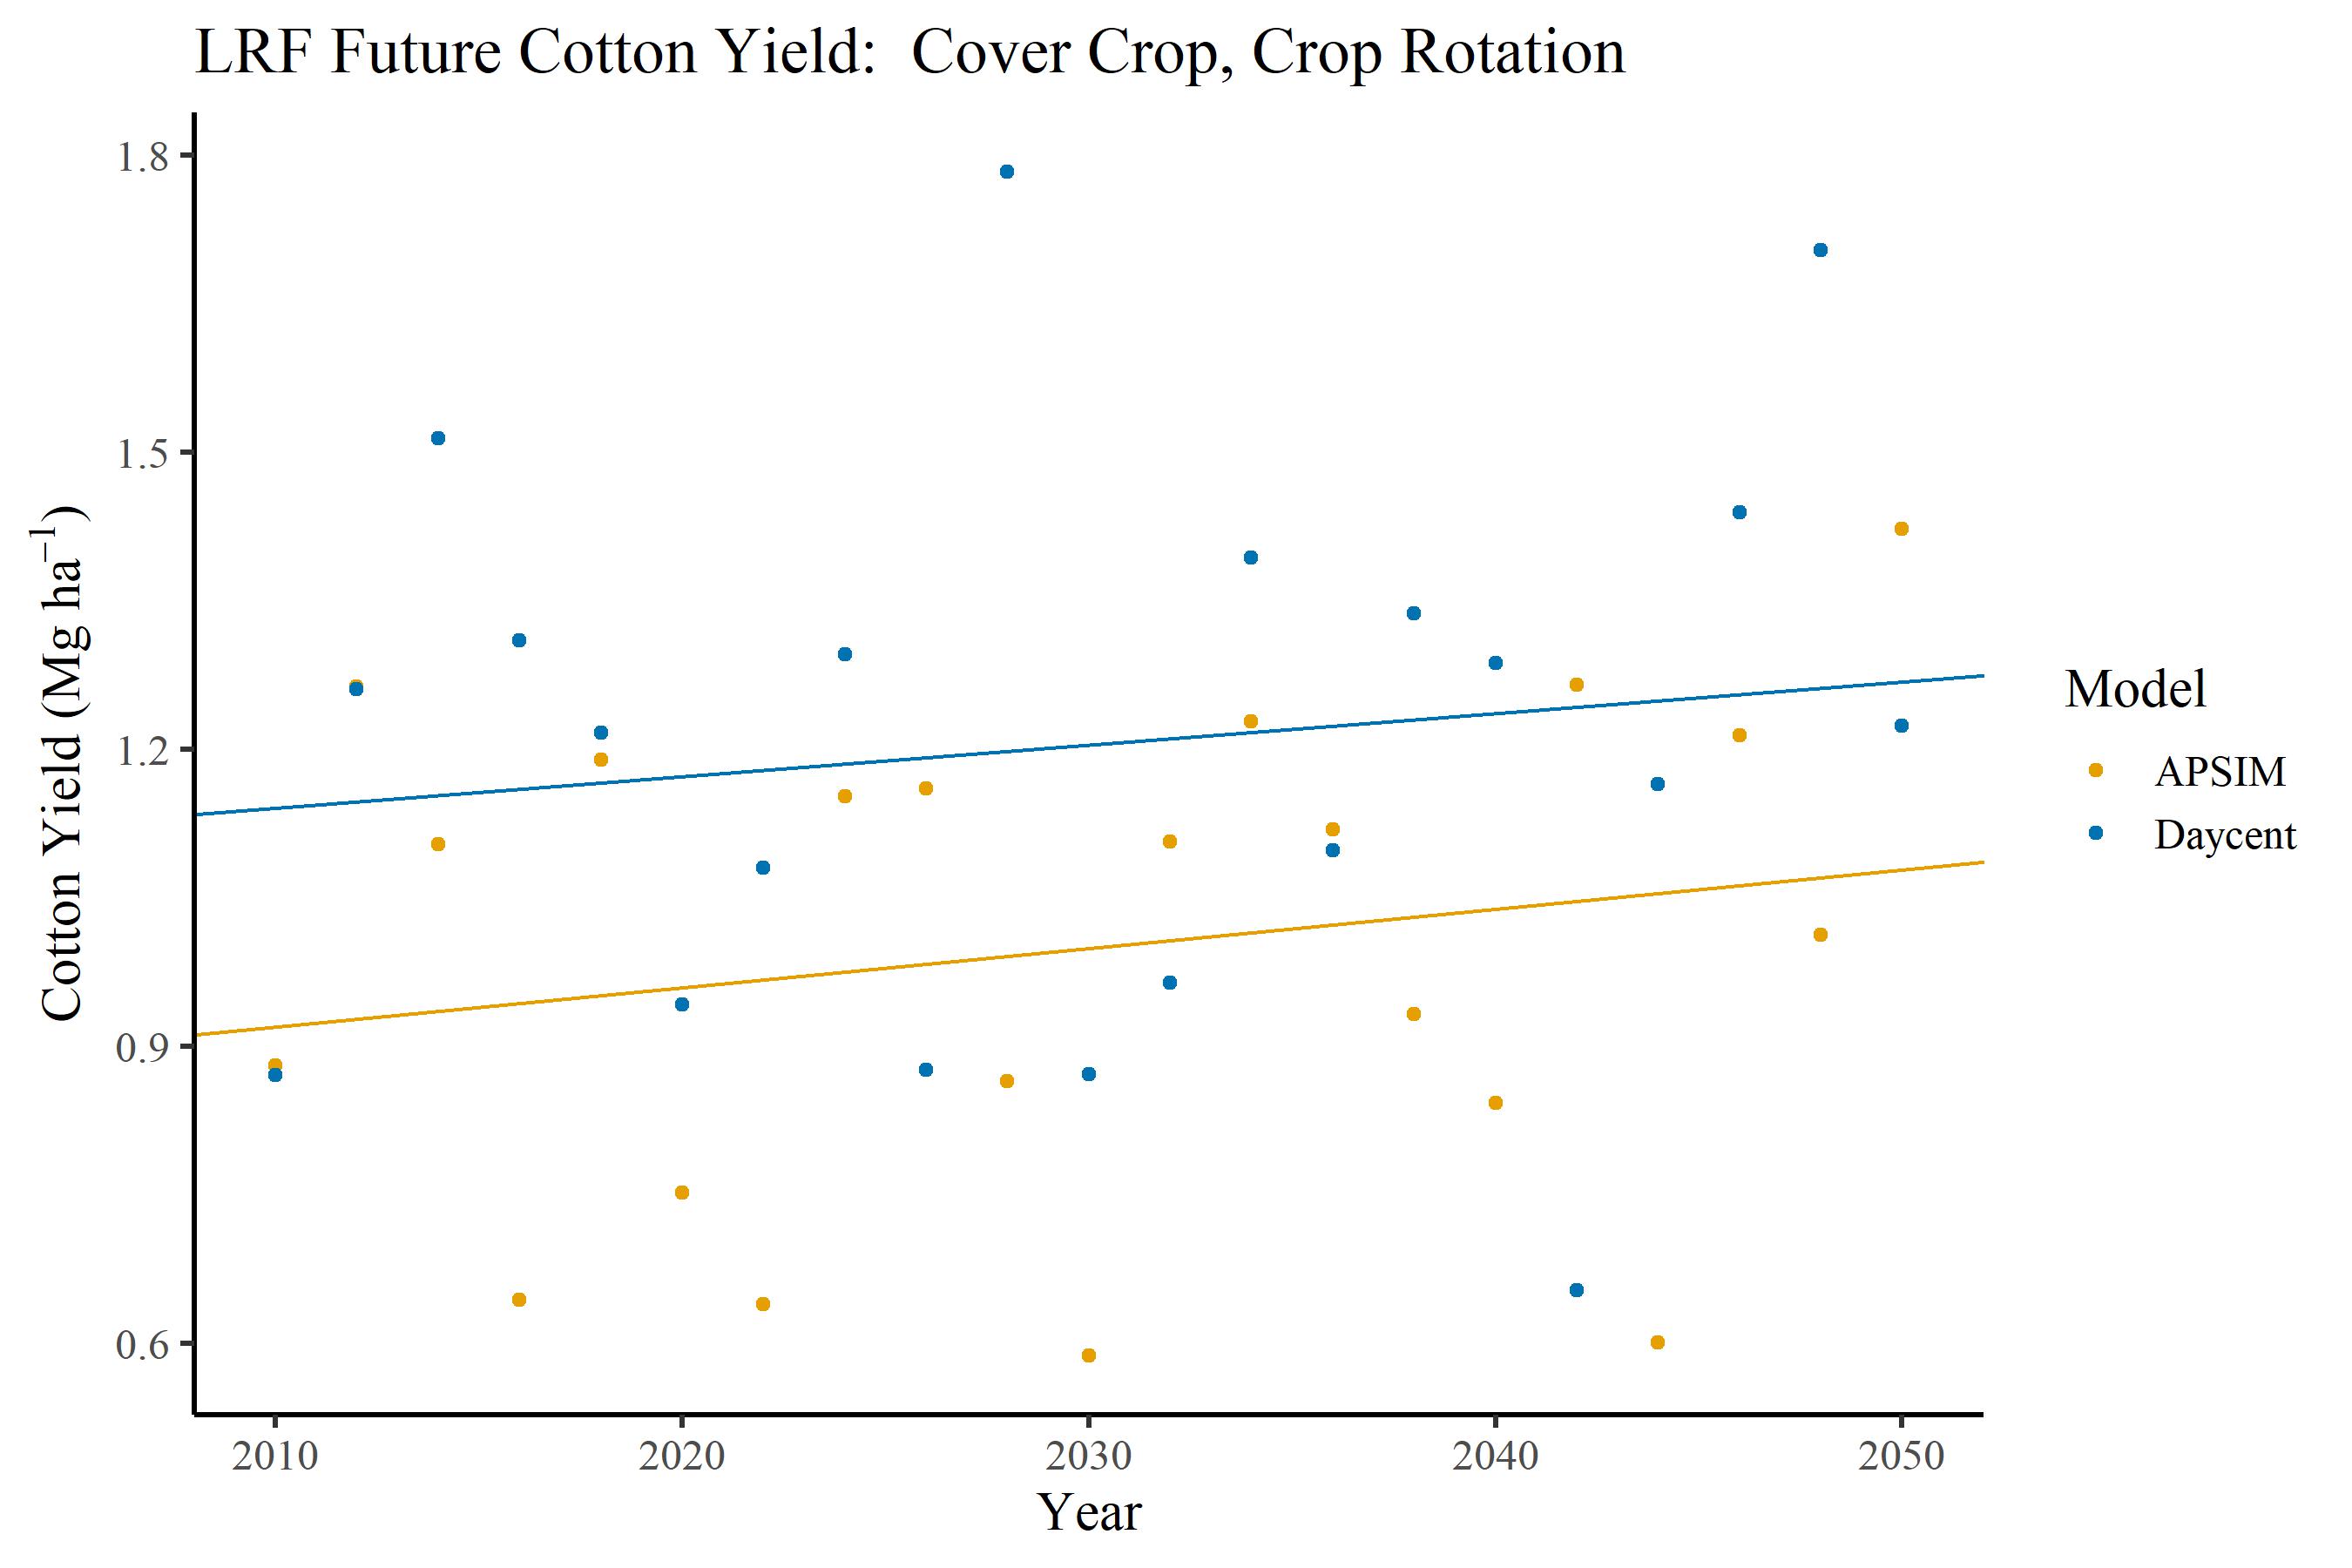 LRF Future Cotton Yield:  Cover Crop, Crop Rotation
Cotton Yield (Mg ha⁻¹)
1.8
1.5
1.2
0.9
0.6
2010 2020 2030 2040 2050
Year
Model
APSIM
Daycent